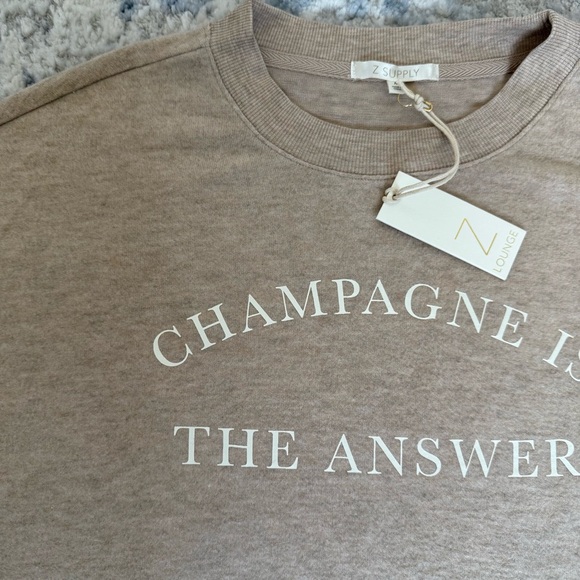 Z SUPPLY
Z
LOUNGE
CHAMPAGNE IS
THE ANSWER